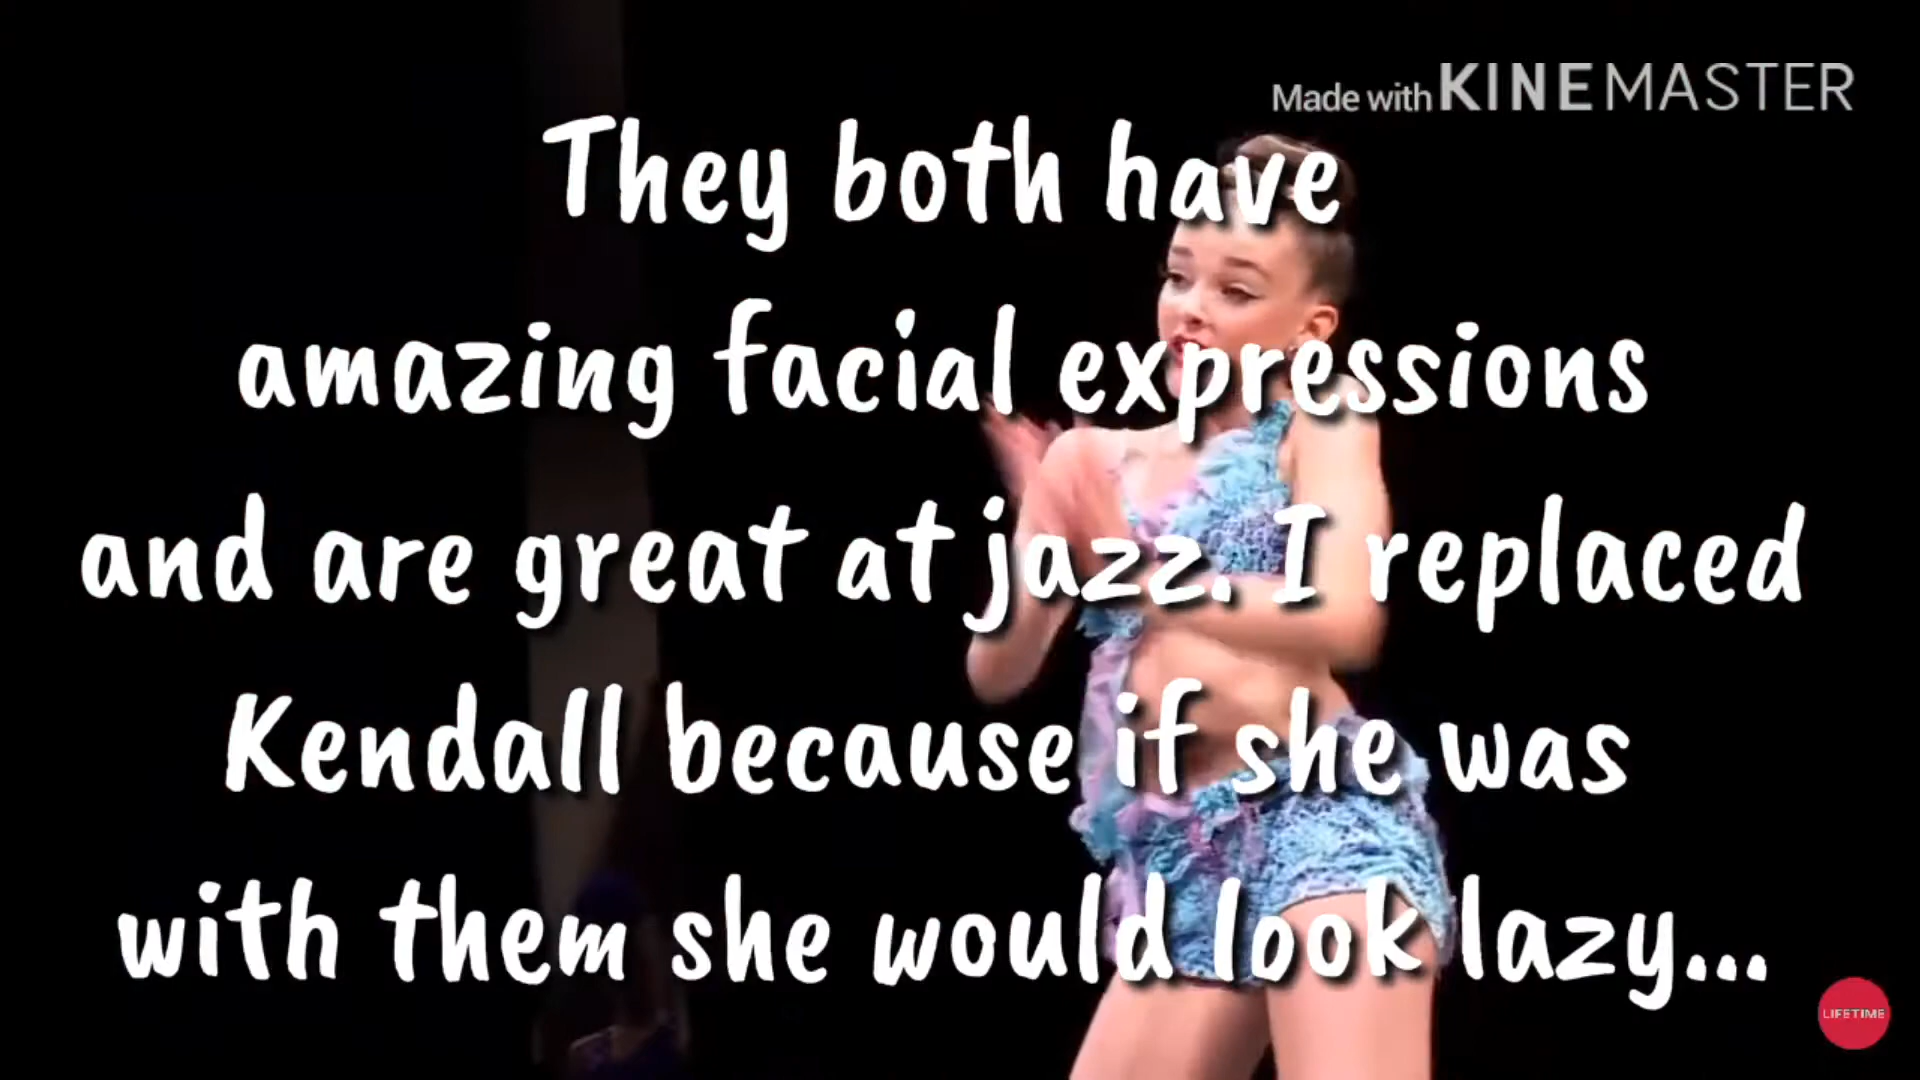 Made with KINEMASTER
They both have
amazing facial expressions
and are great at jazz. I replaced
Kendall because if she was
with them she would look lazy...
LIFETIME